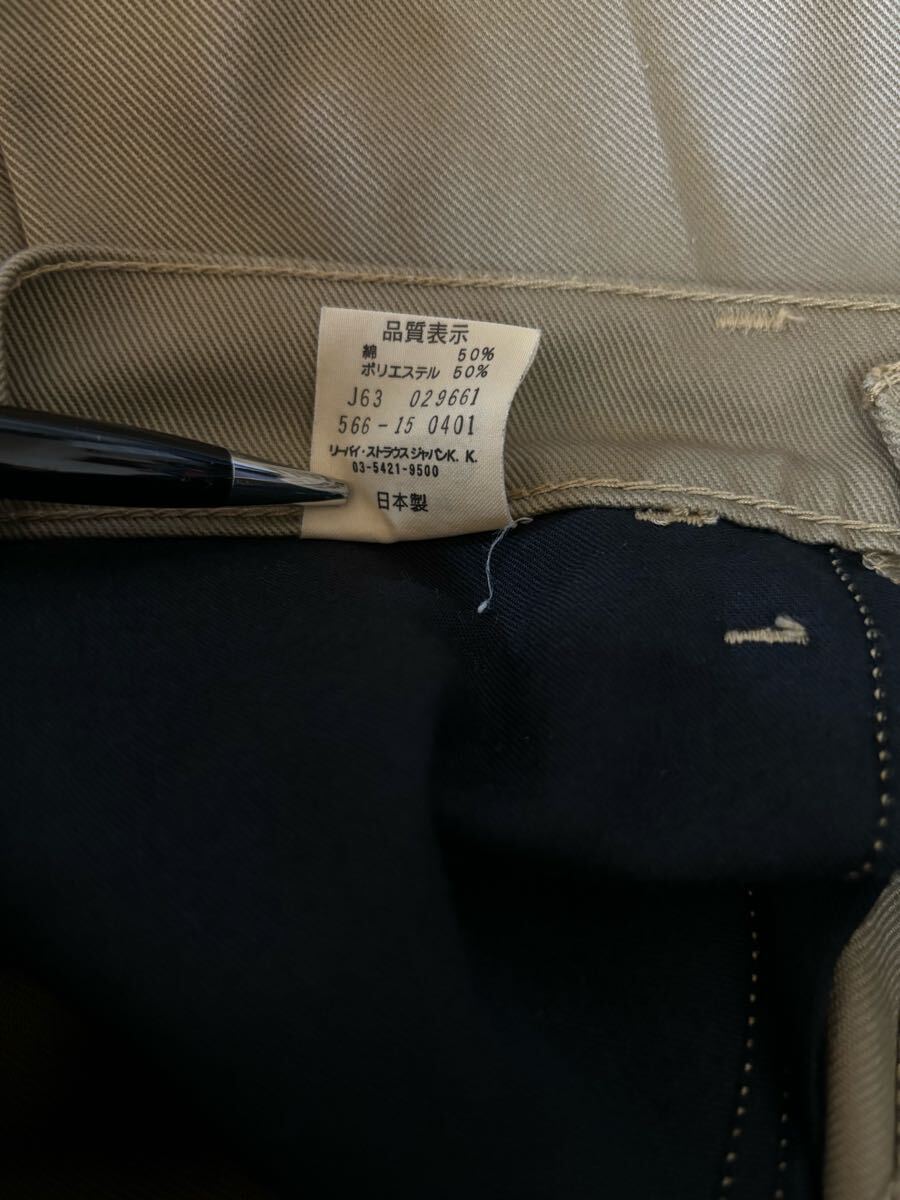 品質表示
綿 50%
ポリエステル 50%
J63 029661
566-15 0401
リーバイ・ストラウス ジャパンK. K.
03-5421-9500
日本製